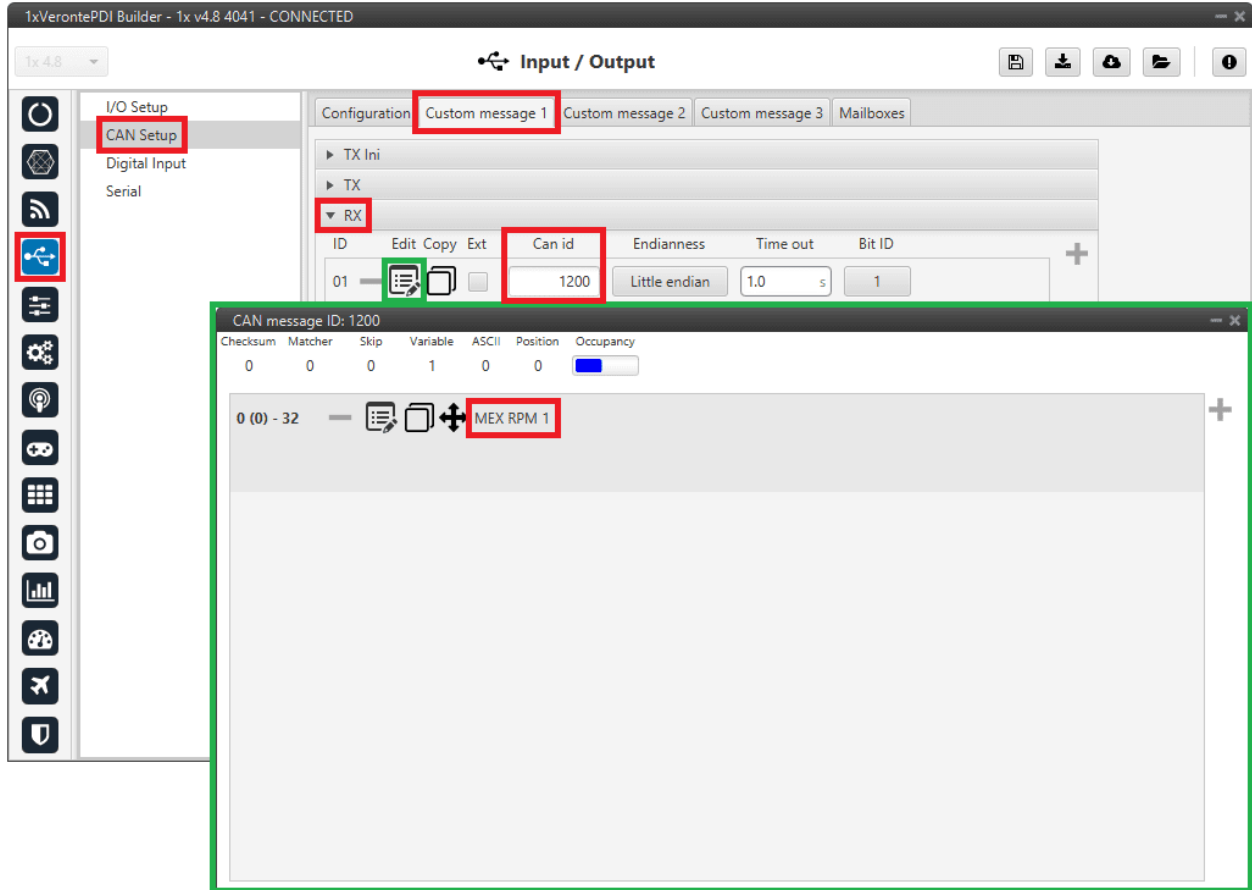 1xVerontePDI Builder - 1x v4.8 4041 - CONNECTED
1x 4.8
Input / Output
I/O Setup
CAN Setup
Digital Input
Serial
Configuration Custom message 1 Custom message 2 Custom message 3 Mailboxes
TX Ini
TX
RX
ID Edit Copy Ext Can id Endianness Time out Bit ID
01 1200 Little endian 1.0 s 1
CAN message ID: 1200
Checksum Matcher Skip Variable ASCII Position Occupancy
0 0 0 1 0 0
0 (0) - 32 MEX RPM 1